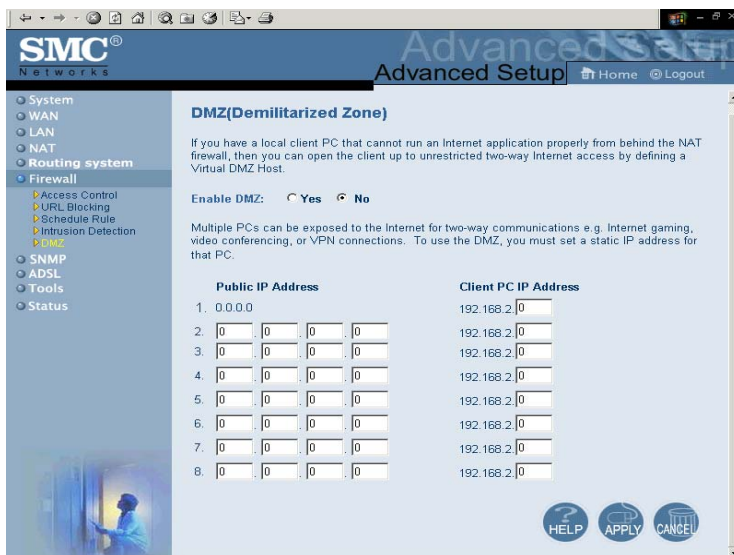 SMC®
Networks
Advanced Setup
Advanced Setup
Home
Logout
System
WAN
LAN
NAT
Routing system
Firewall
Access Control
URL Blocking
Schedule Rule
Intrusion Detection
DMZ
SNMP
ADSL
Tools
Status
DMZ(Demilitarized Zone)
If you have a local client PC that cannot run an Internet application properly from behind the NAT
firewall, then you can open the client up to unrestricted two-way Internet access by defining a
Virtual DMZ Host.
Enable DMZ: Yes No
Multiple PCs can be exposed to the Internet for two-way communications e.g. Internet gaming,
video conferencing, or VPN connections. To use the DMZ, you must set a static IP address for
that PC.
Public IP Address Client PC IP Address
1. 0.0.0.0 192.168.2.0
2. 0 . 0 . 0 . 0 192.168.2.0
3. 0 . 0 . 0 . 0 192.168.2.0
4. 0 . 0 . 0 . 0 192.168.2.0
5. 0 . 0 . 0 . 0 192.168.2.0
6. 0 . 0 . 0 . 0 192.168.2.0
7. 0 . 0 . 0 . 0 192.168.2.0
8. 0 . 0 . 0 . 0 192.168.2.0
HELP APPLY CANCEL